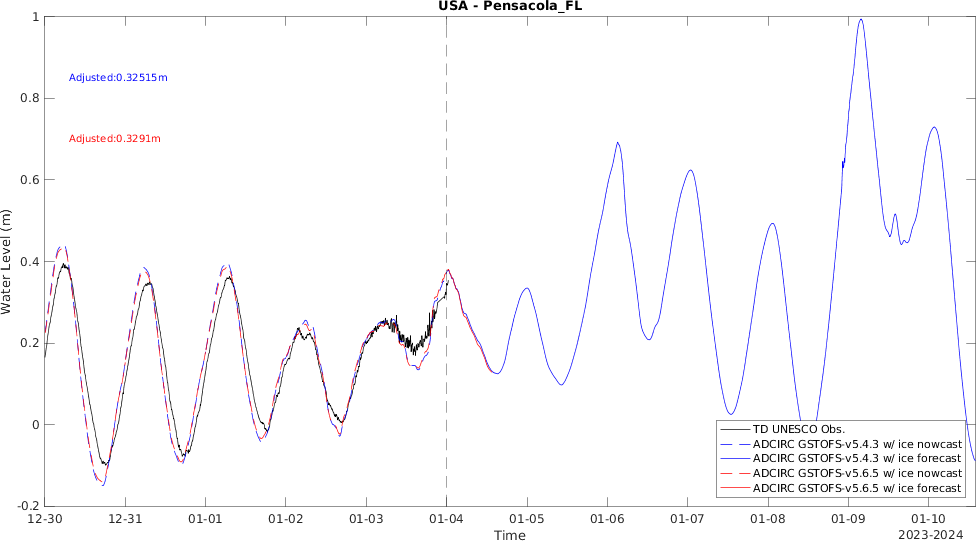 USA - Pensacola_FL
1
Adjusted:0.32515m
0.8
Adjusted:0.3291m
0.6
Water Level (m)
0.4
0.2
0
-0.2
TD UNESCO Obs.
ADCIRC GSTOFS-v5.4.3 w/ ice nowcast
ADCIRC GSTOFS-v5.4.3 w/ ice forecast
ADCIRC GSTOFS-v5.6.5 w/ ice nowcast
ADCIRC GSTOFS-v5.6.5 w/ ice forecast
12-30 12-31 01-01 01-02 01-03 01-04 01-05 01-06 01-07 01-08 01-09 01-10
Time
2023-2024